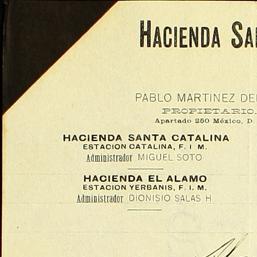 HACIENDA SA
PABLO MARTINEZ DE
PROPIETARIO.
Apartado 250 México, D
HACIENDA SANTA CATALINA
ESTACION CATALINA, F. I M.
Administrador MIGUEL SOTO
HACIENDA EL ALAMO
ESTACION YERBANIS, F. I. M.
Administrador DIONISIO SALAS H